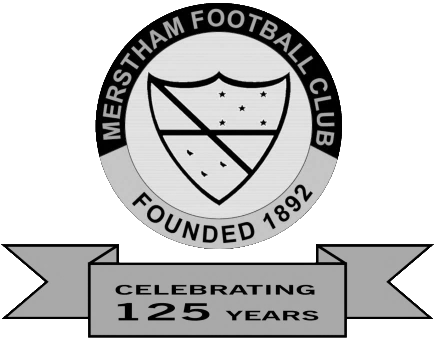 MERSTHAM FOOTBALL CLUB
FOUNDED 1892
CELEBRATING
125 YEARS